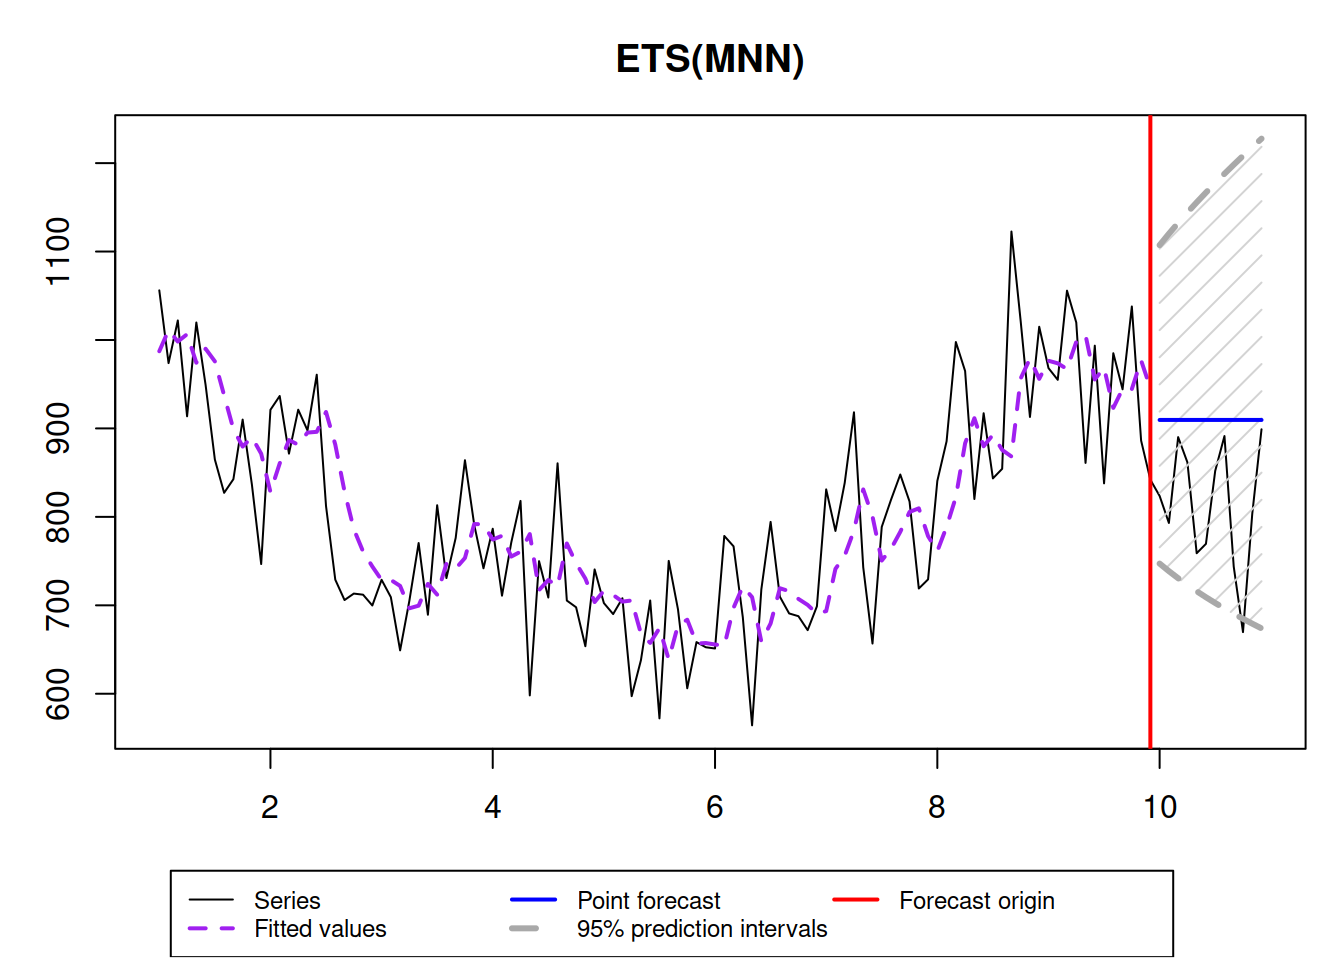 ETS(MNN)
1100
900
800
700
600
2 4 6 8 10
Series Point forecast Forecast origin
Fitted values 95% prediction intervals